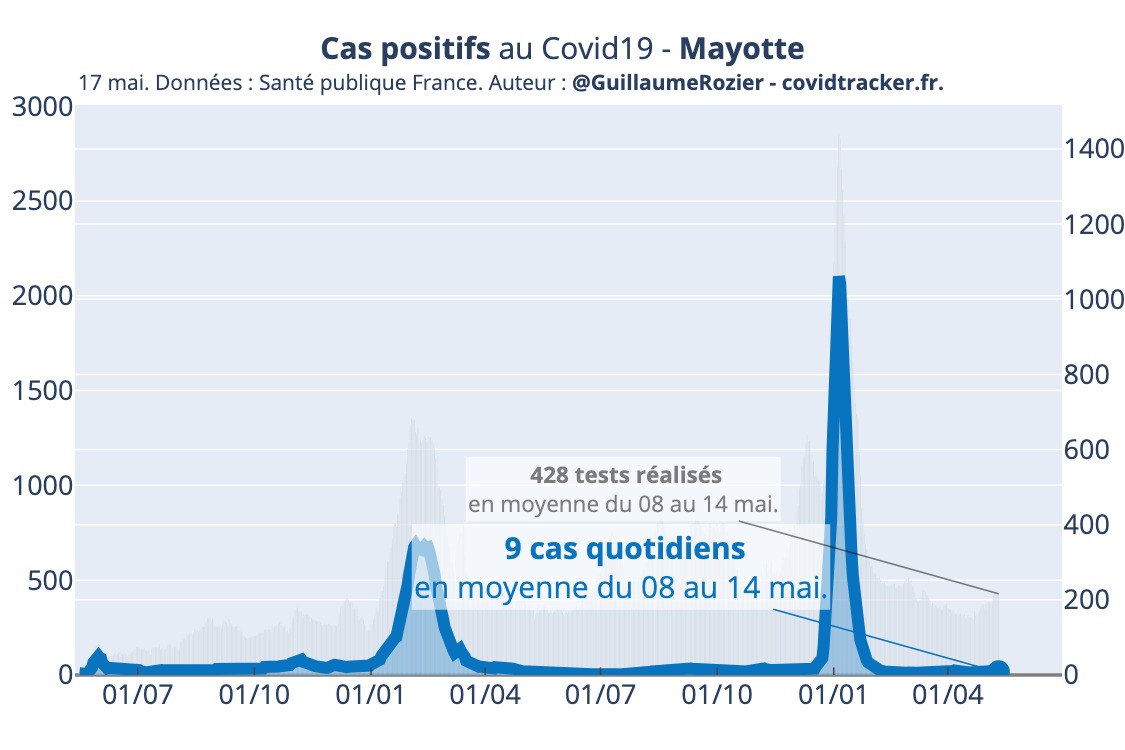 Cas positifs au Covid19 - Mayotte
17 mai. Données : Santé publique France. Auteur : @GuillaumeRozier - covidtracker.fr.
3000
2500
2000
1500
1000
500
0
1400
1200
1000
800
600
400
200
0
428 tests réalisés
en moyenne du 08 au 14 mai.
9 cas quotidiens
en moyenne du 08 au 14 mai.
01/07 01/10 01/01 01/04 01/07 01/10 01/01 01/04